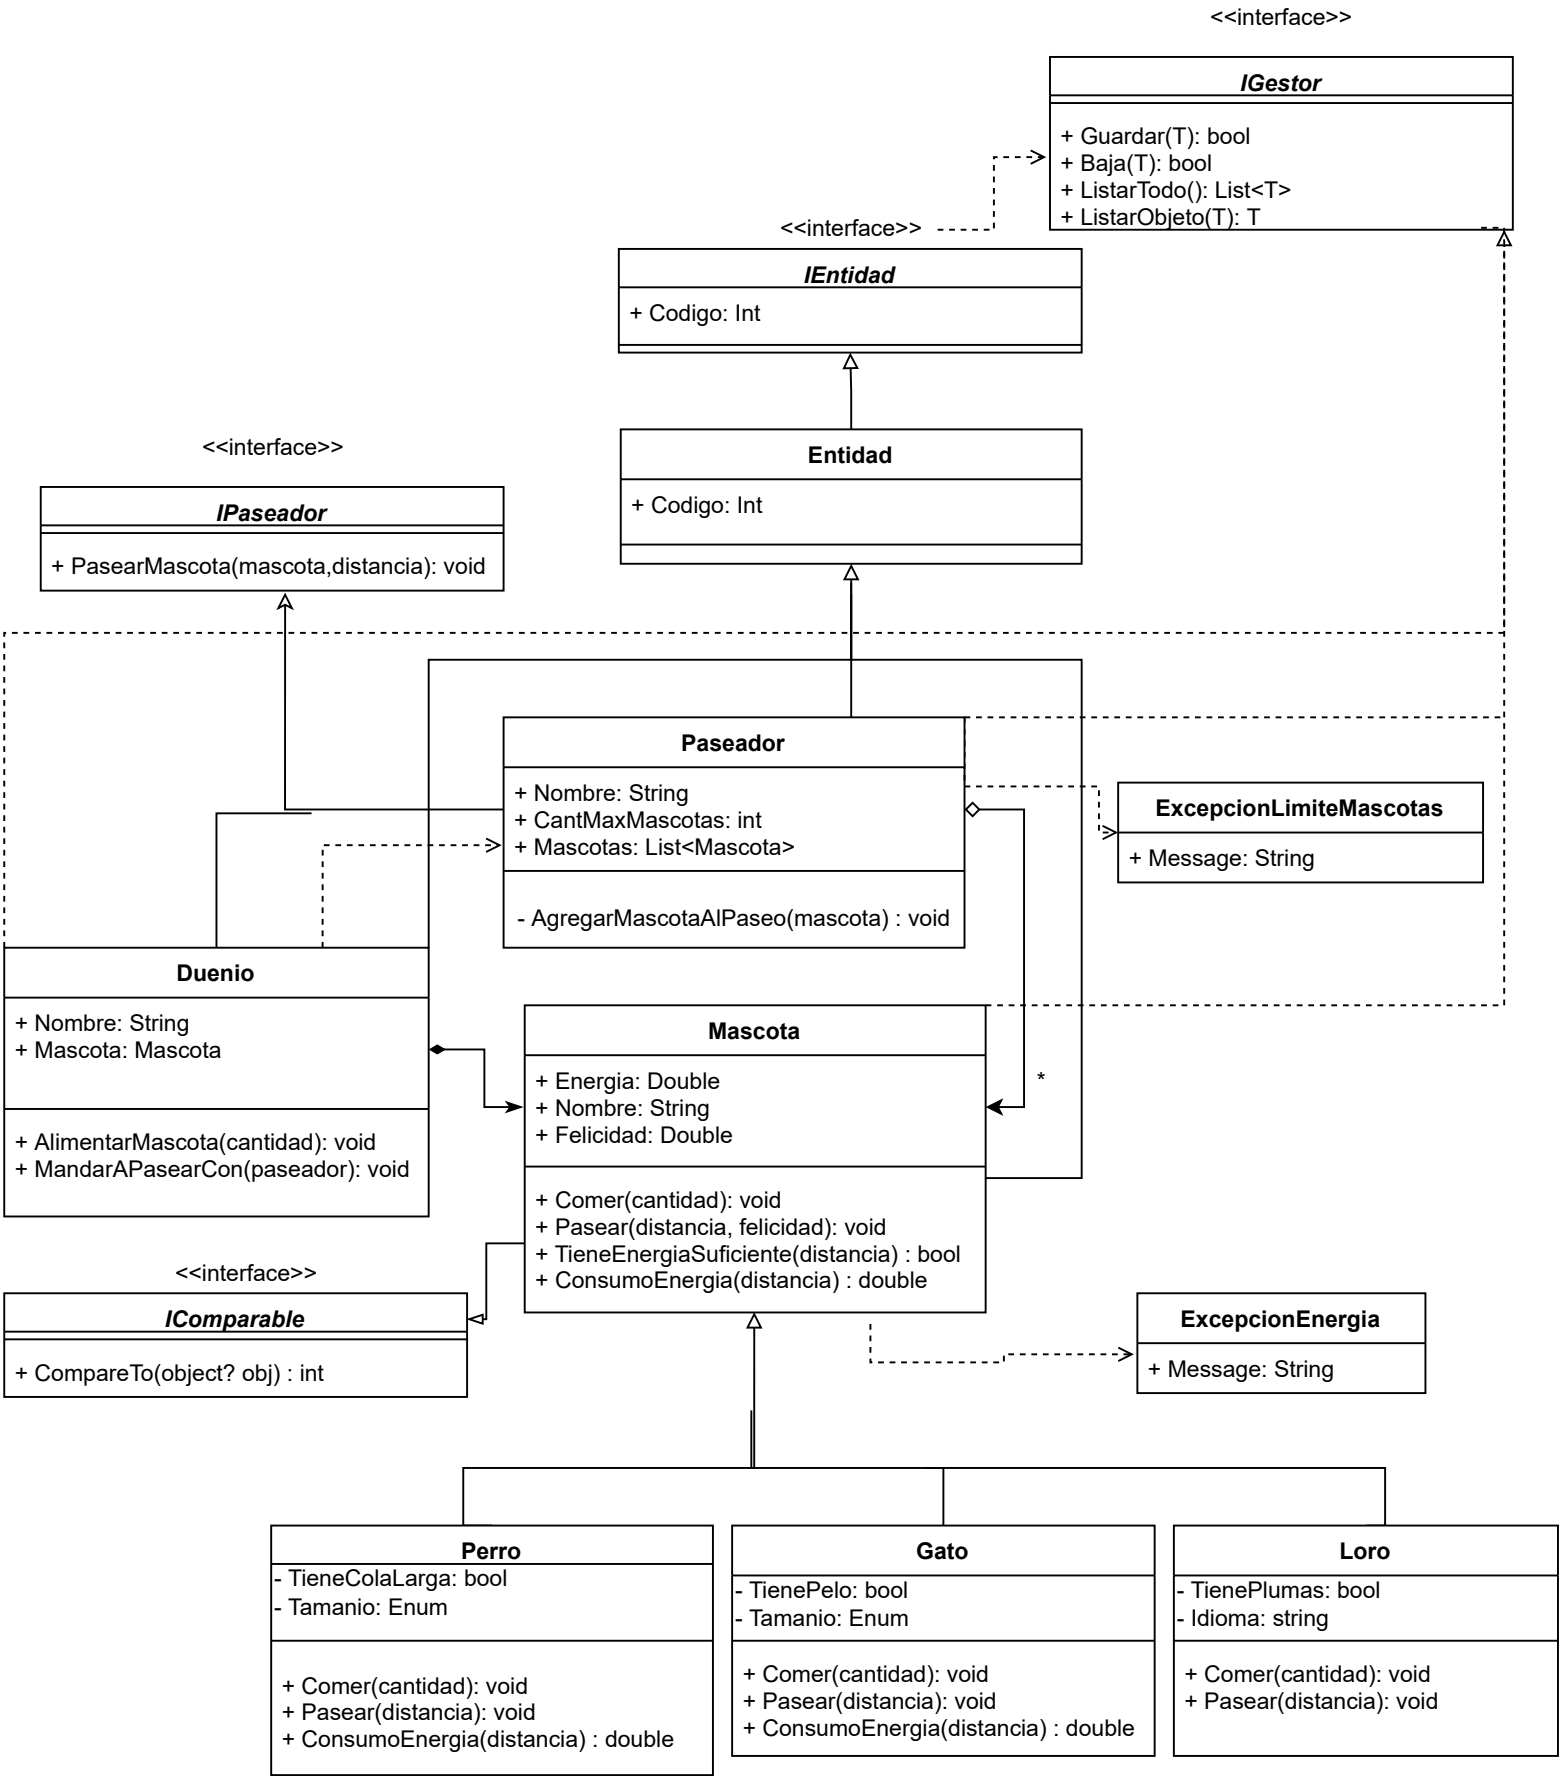 <<interface>>
IGestor
+ Guardar(T): bool
+ Baja(T): bool
+ ListarTodo(): List<T>
+ ListarObjeto(T): T
<<interface>>
IEntidad
+ Codigo: Int
Entidad
+ Codigo: Int
<<interface>>
IPaseador
+ PasearMascota(mascota,distancia): void
Paseador
+ Nombre: String
+ CantMaxMascotas: int
+ Mascotas: List<Mascota>
- AgregarMascotaAlPaseo(mascota) : void
ExcepcionLimiteMascotas
+ Message: String
Duenio
+ Nombre: String
+ Mascota: Mascota
+ AlimentarMascota(cantidad): void
+ MandarAPasearCon(paseador): void
Mascota
+ Energia: Double
+ Nombre: String
+ Felicidad: Double
+ Comer(cantidad): void
+ Pasear(distancia, felicidad): void
+ TieneEnergiaSuficiente(distancia) : bool
+ ConsumoEnergia(distancia) : double
*
<<interface>>
IComparable
+ CompareTo(object? obj) : int
ExcepcionEnergia
+ Message: String
Perro
- TieneColaLarga: bool
- Tamanio: Enum
+ Comer(cantidad): void
+ Pasear(distancia): void
+ ConsumoEnergia(distancia) : double
Gato
- TienePelo: bool
- Tamanio: Enum
+ Comer(cantidad): void
+ Pasear(distancia): void
+ ConsumoEnergia(distancia) : double
Loro
- TienePlumas: bool
- Idioma: string
+ Comer(cantidad): void
+ Pasear(distancia): void